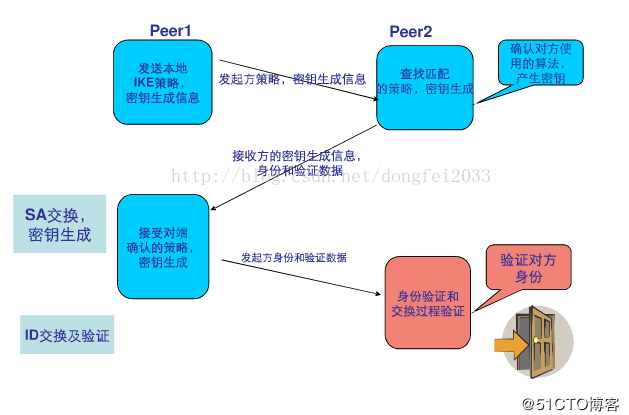 Peer1
Peer2
发送本地
IKE策略,
密钥生成信息
发起方策略，密钥生成信息
查找匹配
的策略，密钥生成
确认对方使
用的算法，
产生密钥
接收方的密钥生成信息，
身份和验证数据
http://blog.csdn.net/dongfei2033
SA交换，
密钥生成
接受对端
确认的策略，
密钥生成
发起方身份和验证数据
身份验证和
交换过程验证
验证对方
身份
ID交换及验证
@51CTO博客